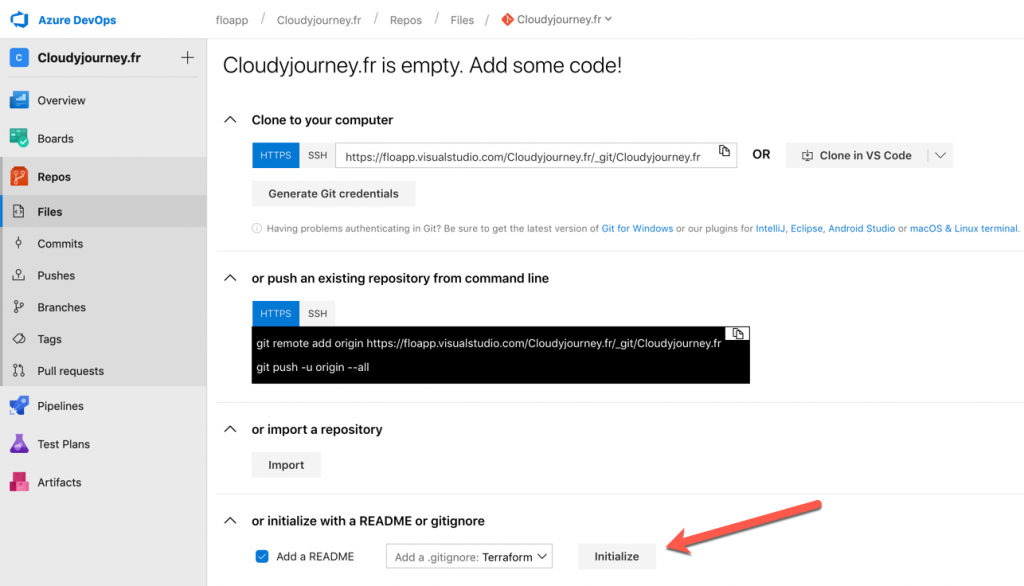 Azure DevOps
floapp / Cloudyjourney.fr / Repos / Files / Cloudyjourney.fr
C Cloudyjourney.fr
Overview
Boards
Repos
Files
Commits
Pushes
Branches
Tags
Pull requests
Pipelines
Test Plans
Artifacts
Cloudyjourney.fr is empty. Add some code!
Clone to your computer
HTTPS SSH https://floapp.visualstudio.com/Cloudyjourney.fr/_git/Cloudyjourney.fr OR Clone in VS Code
Generate Git credentials
Having problems authenticating in Git? Be sure to get the latest version of Git for Windows or our plugins for IntelliJ, Eclipse, Android Studio or macOS & Linux terminal.
or push an existing repository from command line
HTTPS SSH
git remote add origin https://floapp.visualstudio.com/Cloudyjourney.fr/_git/Cloudyjourney.fr
git push -u origin --all
or import a repository
Import
or initialize with a README or gitignore
Add a README Add a .gitignore: Terraform Initialize